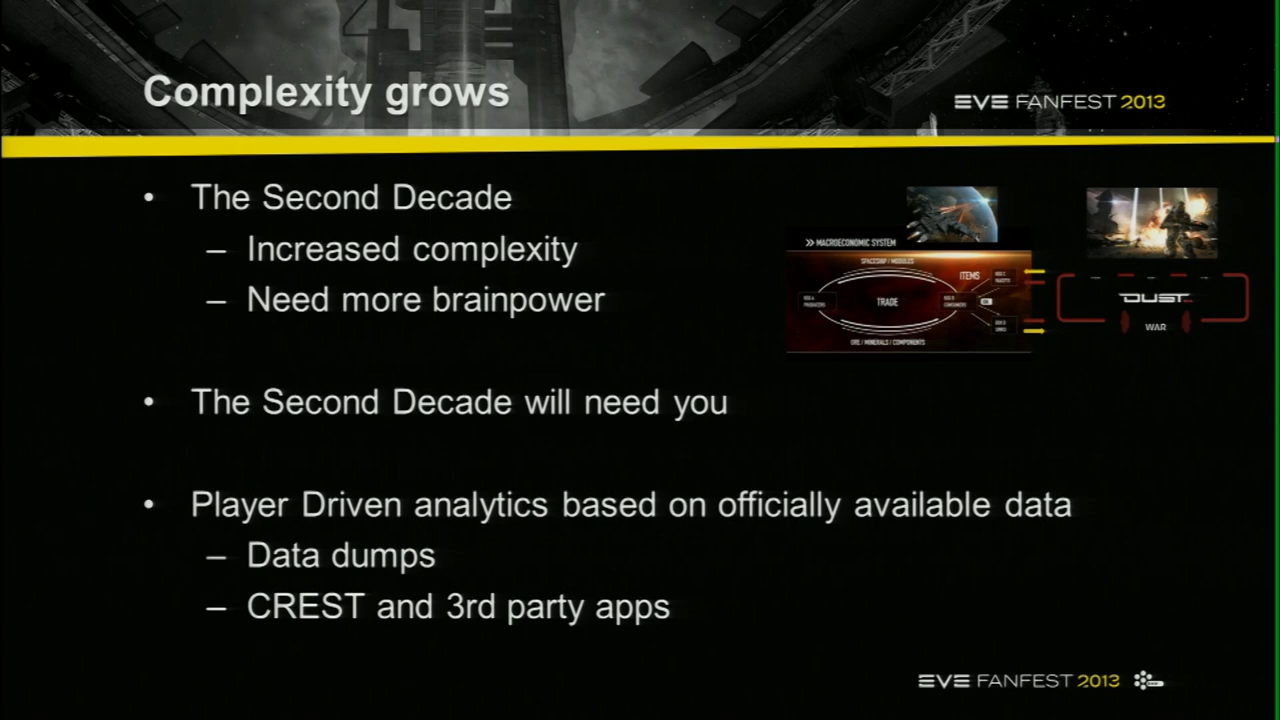 Complexity grows
EVE FANFEST 2013
• The Second Decade
– Increased complexity
– Need more brainpower
• The Second Decade will need you
• Player Driven analytics based on officially available data
– Data dumps
– CREST and 3rd party apps
>> MACROECONOMIC SYSTEM
SPACESHIP / MODULES
ITEMS
TRADE
ORE / MINERALS / COMPONENTS
DUST
WAR
EVE FANFEST 2013